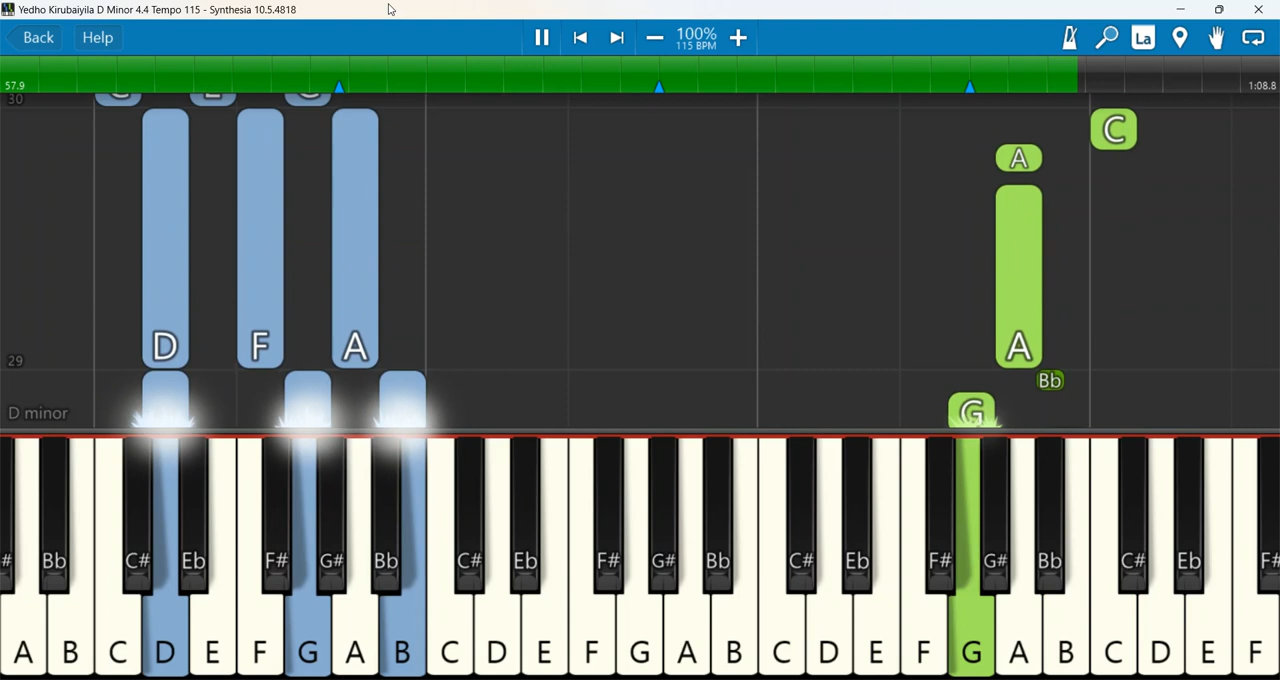 Yedho Kirubaiyila D Minor 4.4 Tempo 115 - Synthesia 10.5.4818
Back Help 100% La
115 BPM
57.9 1:08.8
30
C E G
C
A
D F A A
29
Bb
D minor G
# Bb C# Eb F# G# Bb C# Eb F# G# Bb C# Eb F# G# Bb C# Eb F#
A B C D E F G A B C D E F G A B C D E F G A B C D E F